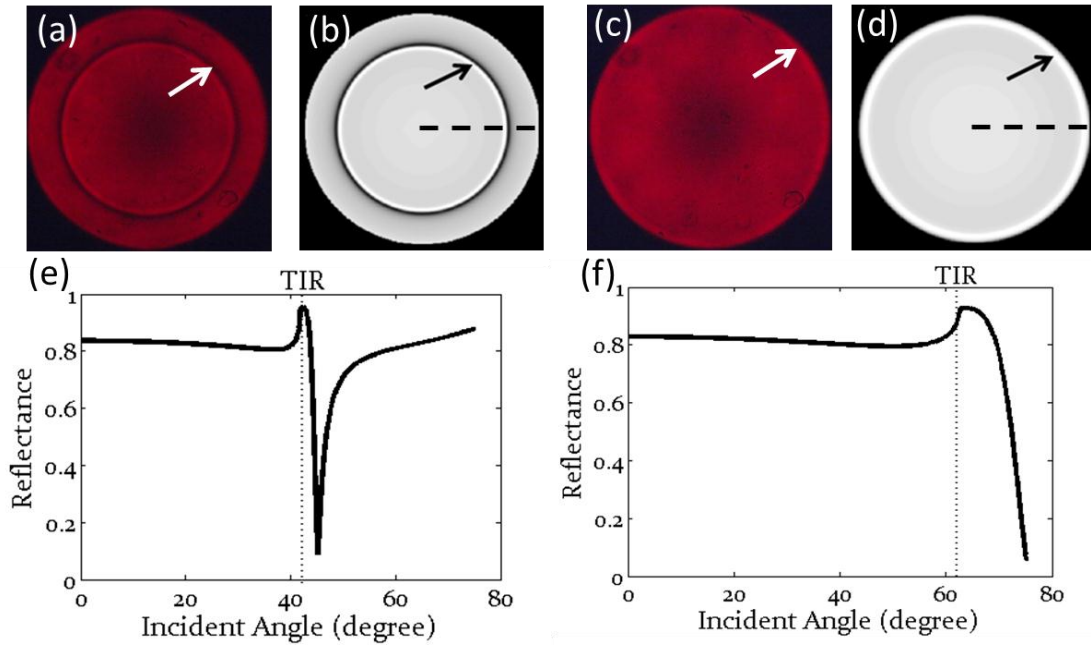 (a)
(b)
(c)
(d)
(e)
TIR
1
0.8
0.6
0.4
0.2
0
Reflectance
0
20
40
60
80
Incident Angle (degree)
(f)
TIR
1
0.8
0.6
0.4
0.2
0
Reflectance
0
20
40
60
80
Incident Angle (degree)